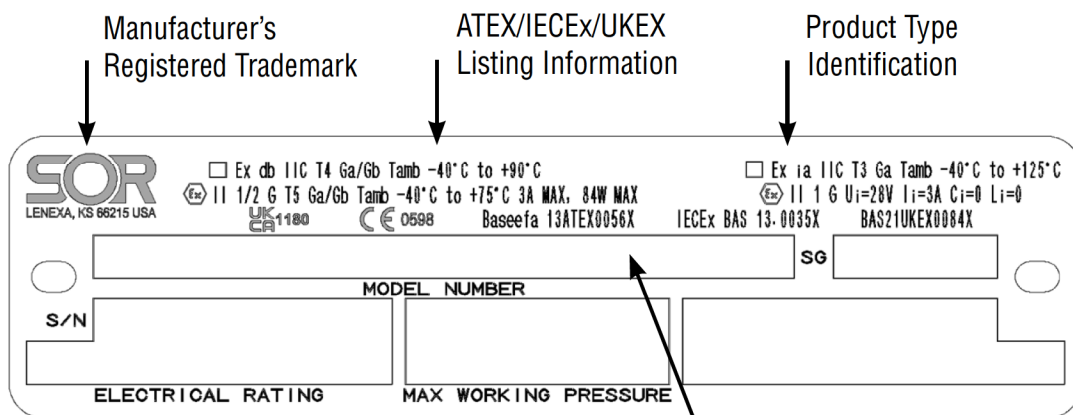 Manufacturer's
Registered Trademark
ATEX/IECEx/UKEX
Listing Information
Product Type
Identification
SOR
LENEXA, KS 66215 USA
Ex db IIC T4 Ga/Gb Tamb -40°C to +90°C
Ex II 1/2 G T5 Ga/Gb Tamb -40°C to +75°C 3A MAX, 84W MAX
Ex ia IIC T3 Ga Tamb -40°C to +125°C
Ex II 1 G Ui=28V Ii=3A Ci=0 Li=0
UK CA 1180 CE 0598 Baseefa 13ATEX0056X IECEx BAS 13.0035X BAS21UKEX0084X
SG
MODEL NUMBER
S/N
ELECTRICAL RATING
MAX WORKING PRESSURE